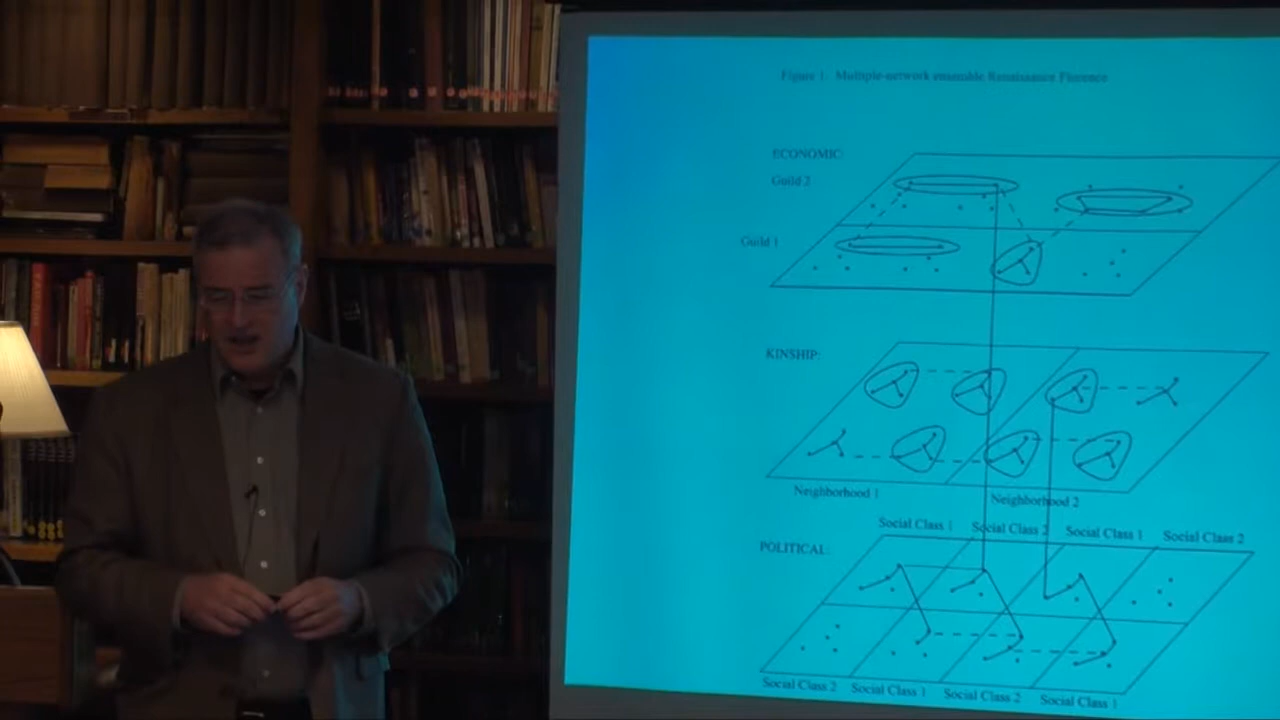 Figure 1: Multiple-network ensemble Renaissance Florence
ECONOMIC:
Guild 2
Guild 1
KINSHIP:
Neighborhood 1
Neighborhood 2
Social Class 1 Social Class 2 Social Class 1 Social Class 2
POLITICAL:
Social Class 2 Social Class 1 Social Class 2 Social Class 1